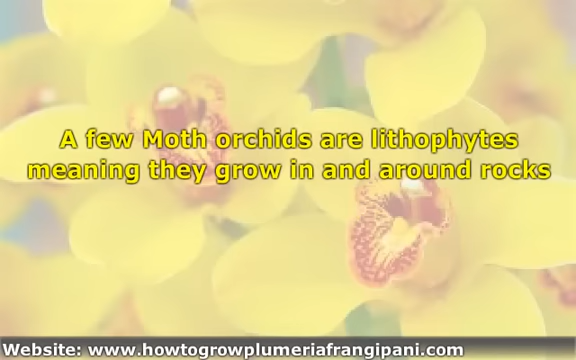 A few Moth orchids are lithophytes
meaning they grow in and around rocks
Website: www.howtogrowplumeriafrangipani.com